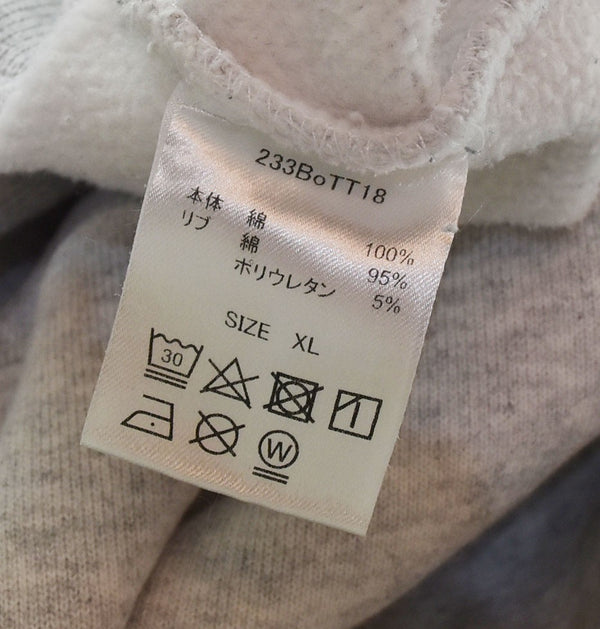 233BoTT18
本体 綿 100%
リブ 綿 95%
ポリウレタン 5%
SIZE XL
30
W